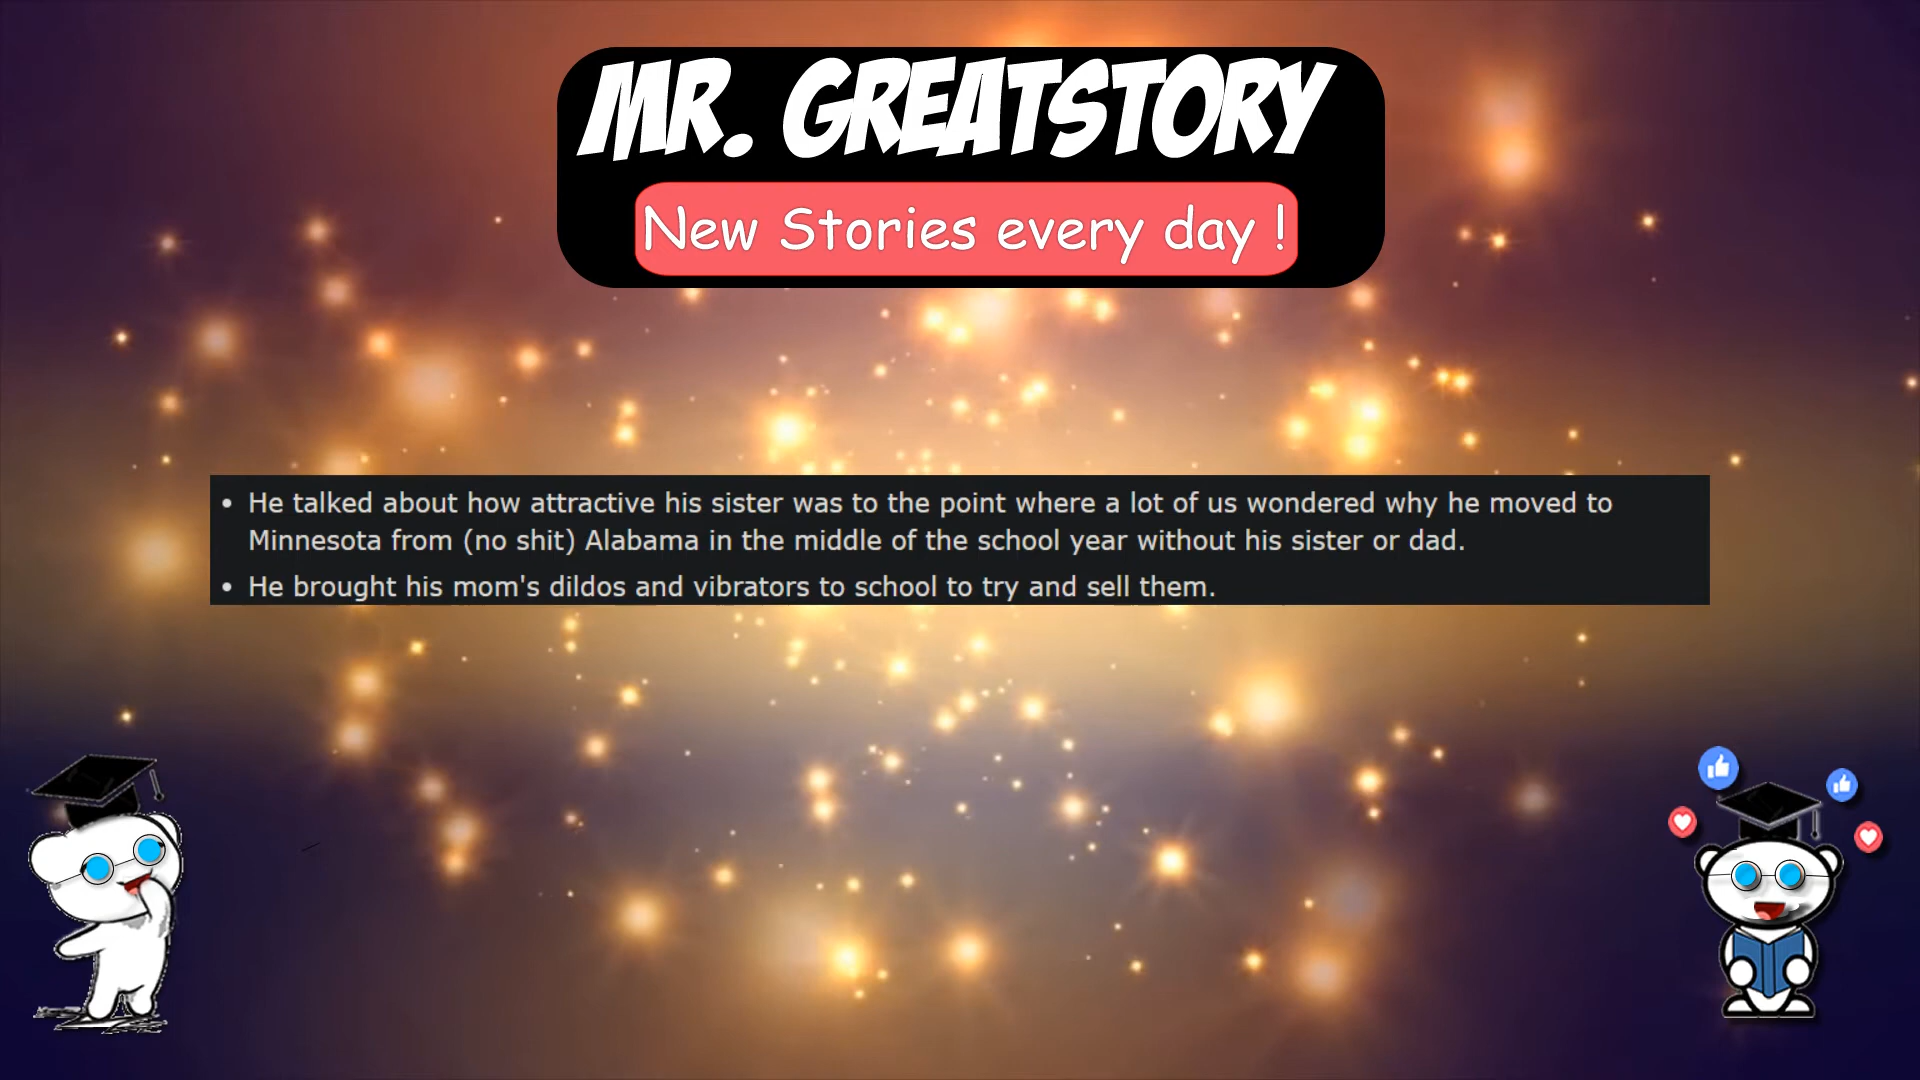 MR. GREATSTORY
New Stories every day !
• He talked about how attractive his sister was to the point where a lot of us wondered why he moved to
Minnesota from (no shit) Alabama in the middle of the school year without his sister or dad.
• He brought his mom's dildos and vibrators to school to try and sell them.